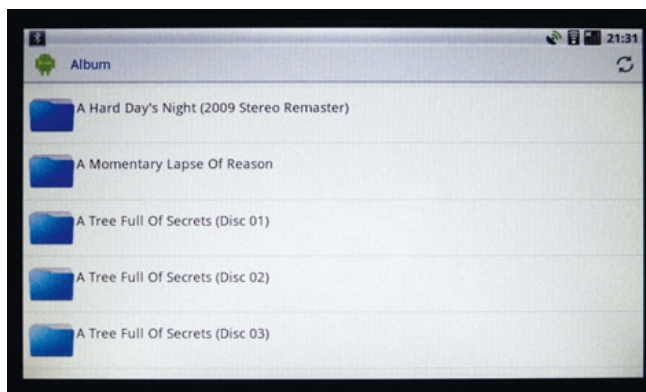 21:31
Album
A Hard Day's Night (2009 Stereo Remaster)
A Momentary Lapse Of Reason
A Tree Full Of Secrets (Disc 01)
A Tree Full Of Secrets (Disc 02)
A Tree Full Of Secrets (Disc 03)